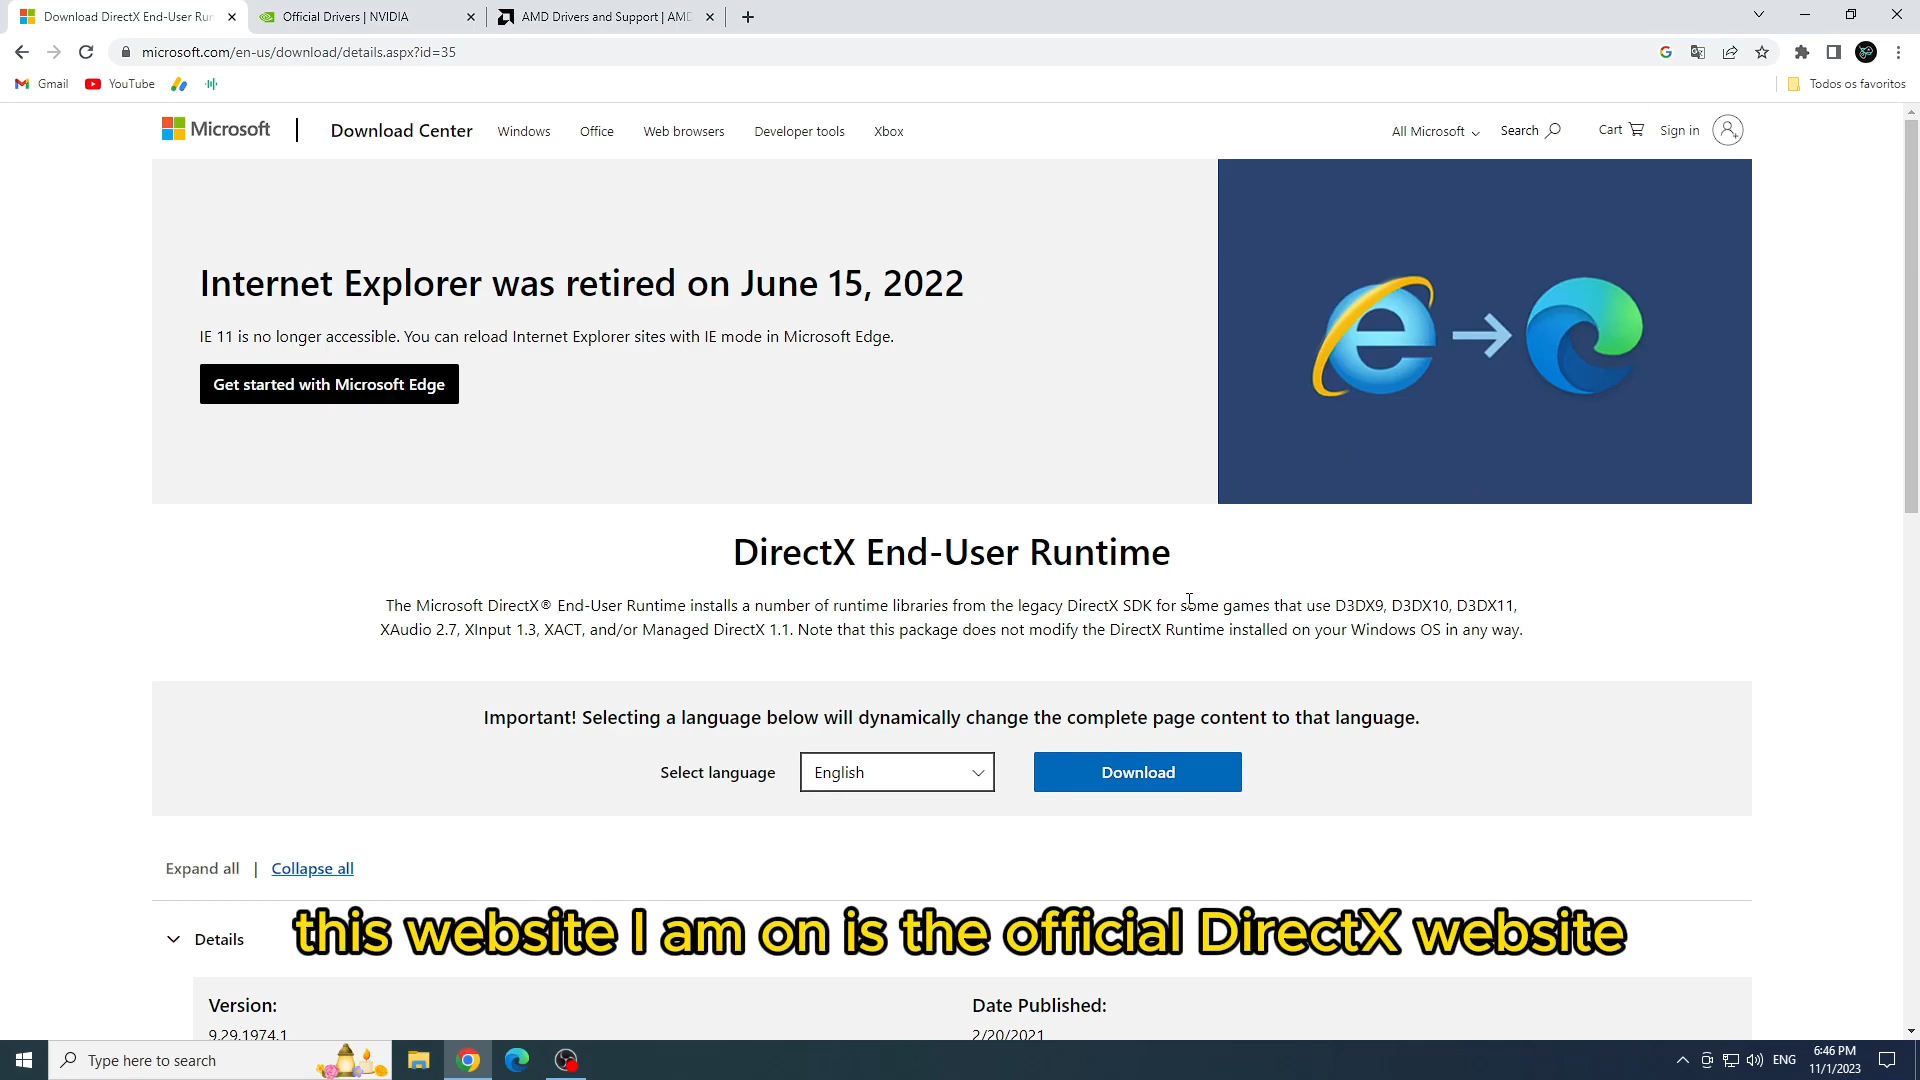 Download DirectX End-User Run
Official Drivers | NVIDIA
AMD Drivers and Support | AMD
microsoft.com/en-us/download/details.aspx?id=35
Gmail
YouTube
Todos os favoritos
Microsoft
Download Center
Windows
Office
Web browsers
Developer tools
Xbox
All Microsoft
Search
Cart
Sign in
Internet Explorer was retired on June 15, 2022
IE 11 is no longer accessible. You can reload Internet Explorer sites with IE mode in Microsoft Edge.
Get started with Microsoft Edge
DirectX End-User Runtime
The Microsoft DirectX® End-User Runtime installs a number of runtime libraries from the legacy DirectX SDK for some games that use D3DX9, D3DX10, D3DX11,
XAudio 2.7, XInput 1.3, XACT, and/or Managed DirectX 1.1. Note that this package does not modify the DirectX Runtime installed on your Windows OS in any way.
Important! Selecting a language below will dynamically change the complete page content to that language.
Select language
English
Download
Expand all | Collapse all
Details
this website I am on is the official DirectX website
Version:
Date Published:
9.29.1974.1
2/20/2021
Type here to search
ENG
6:46 PM
11/1/2023